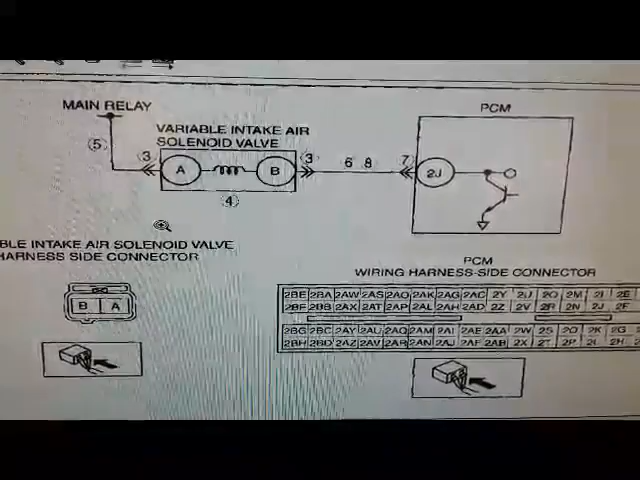 MAIN RELAY
PCM
VARIABLE INTAKE AIR
SOLENOID VALVE
5
3
3
6 8
7
A
B
2J
4
BLE INTAKE AIR SOLENOID VALVE
HARNESS SIDE CONNECTOR
PCM
WIRING HARNESS-SIDE CONNECTOR
B A
2BE 2BA 2AW 2AS 2AO 2AK 2AG 2AC 2Y 2U 2Q 2M 2I 2E
2BF 2BB 2AX 2AT 2AP 2AL 2AH 2AD 2Z 2V 2R 2N 2J 2F
2BG 2BC 2AY 2AU 2AQ 2AM 2AI 2AE 2AA 2W 2S 2O 2K 2G
2BH 2BD 2AZ 2AV 2AR 2AN 2AJ 2AF 2AB 2X 2T 2P 2L 2H